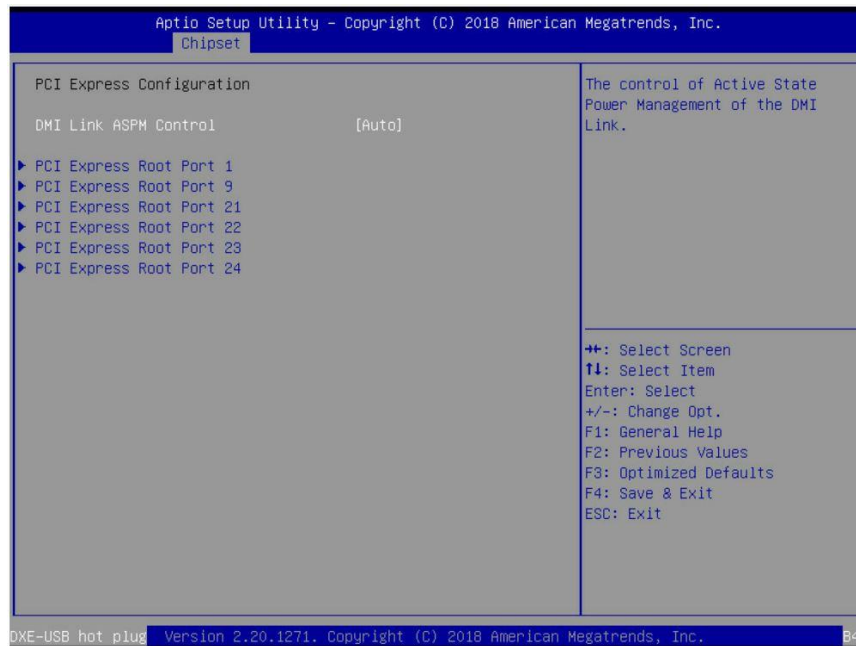 Aptio Setup Utility – Copyright (C) 2018 American Megatrends, Inc.
Chipset
PCI Express Configuration
DMI Link ASPM Control [Auto]
PCI Express Root Port 1
PCI Express Root Port 9
PCI Express Root Port 21
PCI Express Root Port 22
PCI Express Root Port 23
PCI Express Root Port 24
The control of Active State
Power Management of the DMI
Link.
→←: Select Screen
↑↓: Select Item
Enter: Select
+/-: Change Opt.
F1: General Help
F2: Previous Values
F3: Optimized Defaults
F4: Save & Exit
ESC: Exit
DXE-USB hot plug Version 2.20.1271. Copyright (C) 2018 American Megatrends, Inc. B4